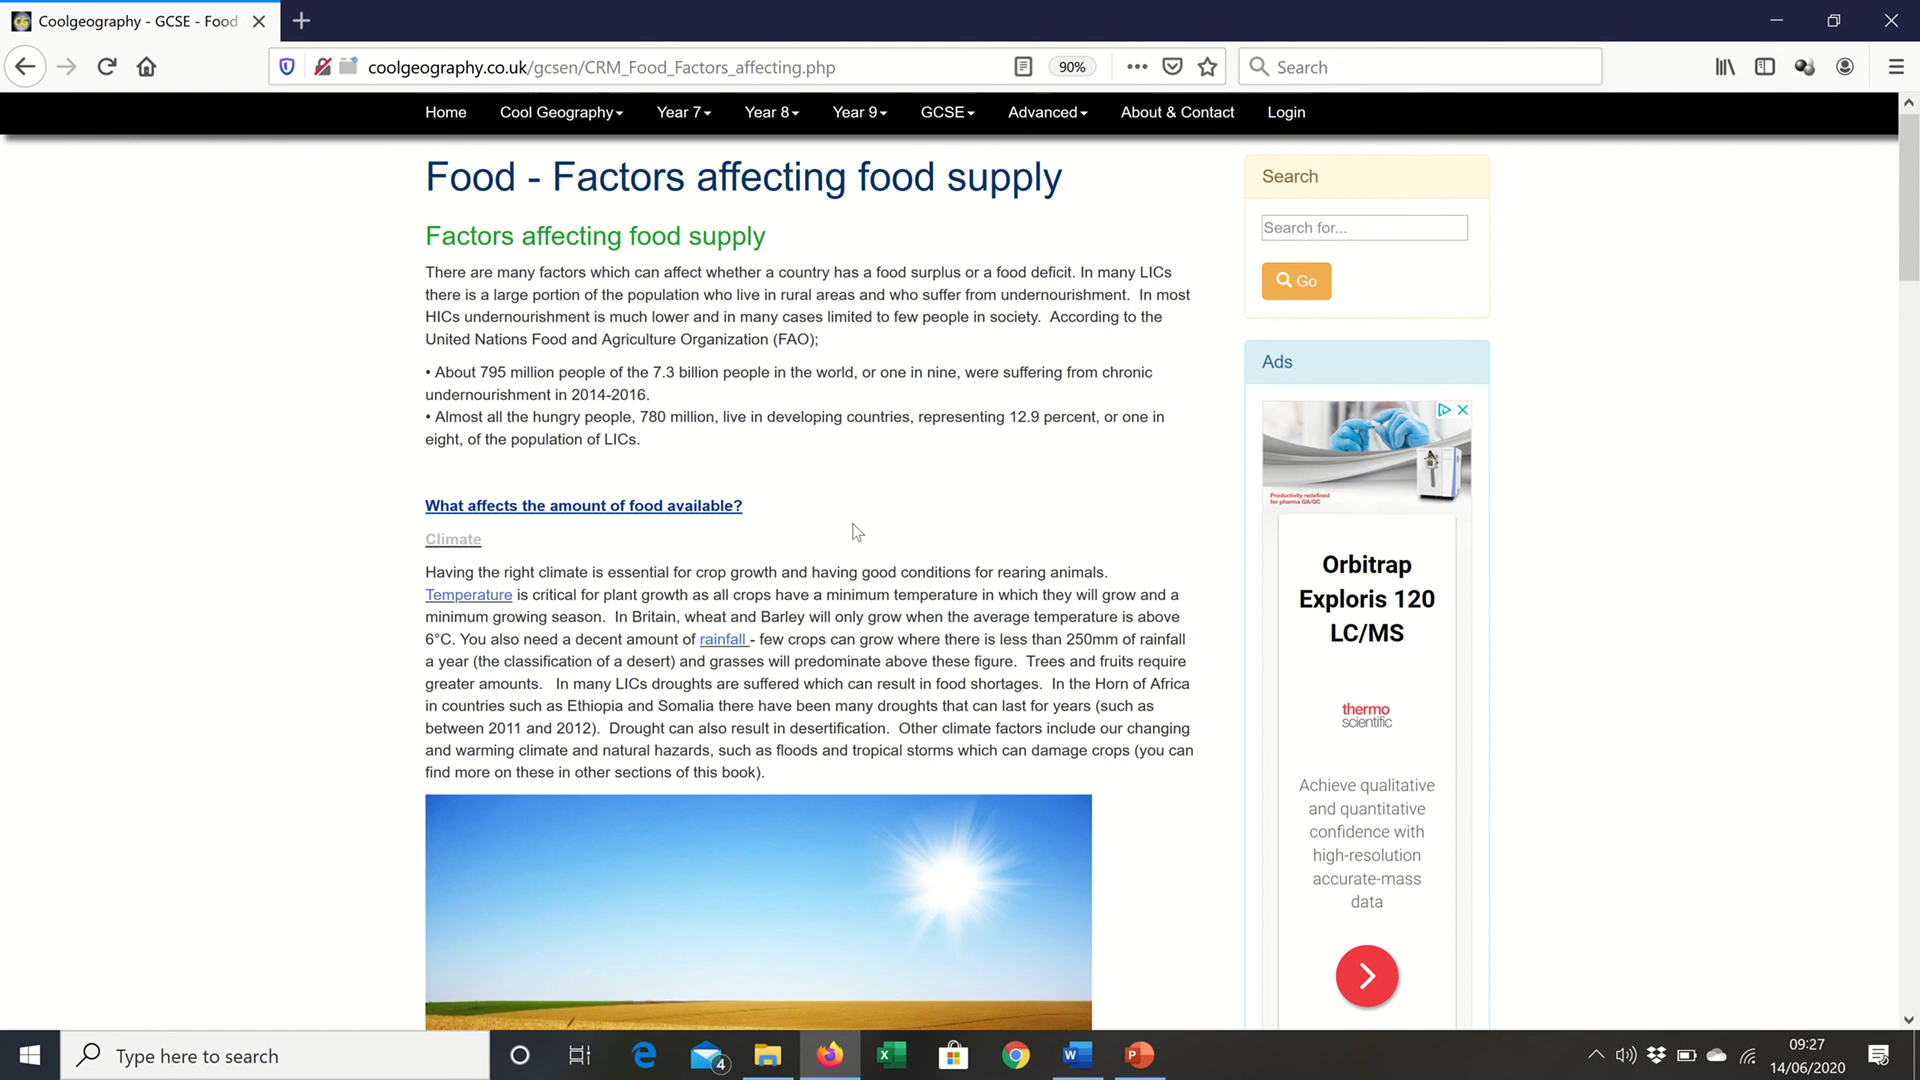 Coolgeography - GCSE - Food
coolgeography.co.uk/gcsen/CRM_Food_Factors_affecting.php
90%
Search
Home
Cool Geography
Year 7
Year 8
Year 9
GCSE
Advanced
About & Contact
Login
Food - Factors affecting food supply
Factors affecting food supply
There are many factors which can affect whether a country has a food surplus or a food deficit. In many LICs
there is a large portion of the population who live in rural areas and who suffer from undernourishment.  In most
HICs undernourishment is much lower and in many cases limited to few people in society.  According to the
United Nations Food and Agriculture Organization (FAO);
• About 795 million people of the 7.3 billion people in the world, or one in nine, were suffering from chronic
undernourishment in 2014-2016.
• Almost all the hungry people, 780 million, live in developing countries, representing 12.9 percent, or one in
eight, of the population of LICs.
What affects the amount of food available?
Climate
Having the right climate is essential for crop growth and having good conditions for rearing animals.
Temperature is critical for plant growth as all crops have a minimum temperature in which they will grow and a
minimum growing season.  In Britain, wheat and Barley will only grow when the average temperature is above
6°C. You also need a decent amount of rainfall - few crops can grow where there is less than 250mm of rainfall
a year (the classification of a desert) and grasses will predominate above these figure.  Trees and fruits require
greater amounts.   In many LICs droughts are suffered which can result in food shortages.  In the Horn of Africa
in countries such as Ethiopia and Somalia there have been many droughts that can last for years (such as
between 2011 and 2012).  Drought can also result in desertification.  Other climate factors include our changing
and warming climate and natural hazards, such as floods and tropical storms which can damage crops (you can
find more on these in other sections of this book).
Search
Search for...
Go
Ads
Productivity redefined
for pharma QA/QC
Orbitrap
Exploris 120
LC/MS
thermo
scientific
Achieve qualitative
and quantitative
confidence with
high-resolution
accurate-mass
data
Type here to search
4
09:27
14/06/2020